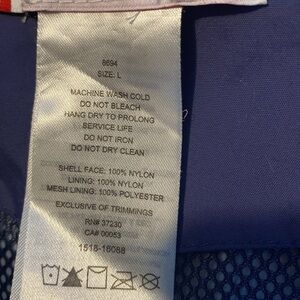 8694
SIZE: L
MACHINE WASH COLD
DO NOT BLEACH
HANG DRY TO PROLONG
SERVICE LIFE
DO NOT IRON
DO NOT DRY CLEAN
SHELL FACE: 100% NYLON
LINING: 100% NYLON
MESH LINING: 100% POLYESTER
EXCLUSIVE OF TRIMMINGS
RN# 37230
CA# 00053
1518-16088